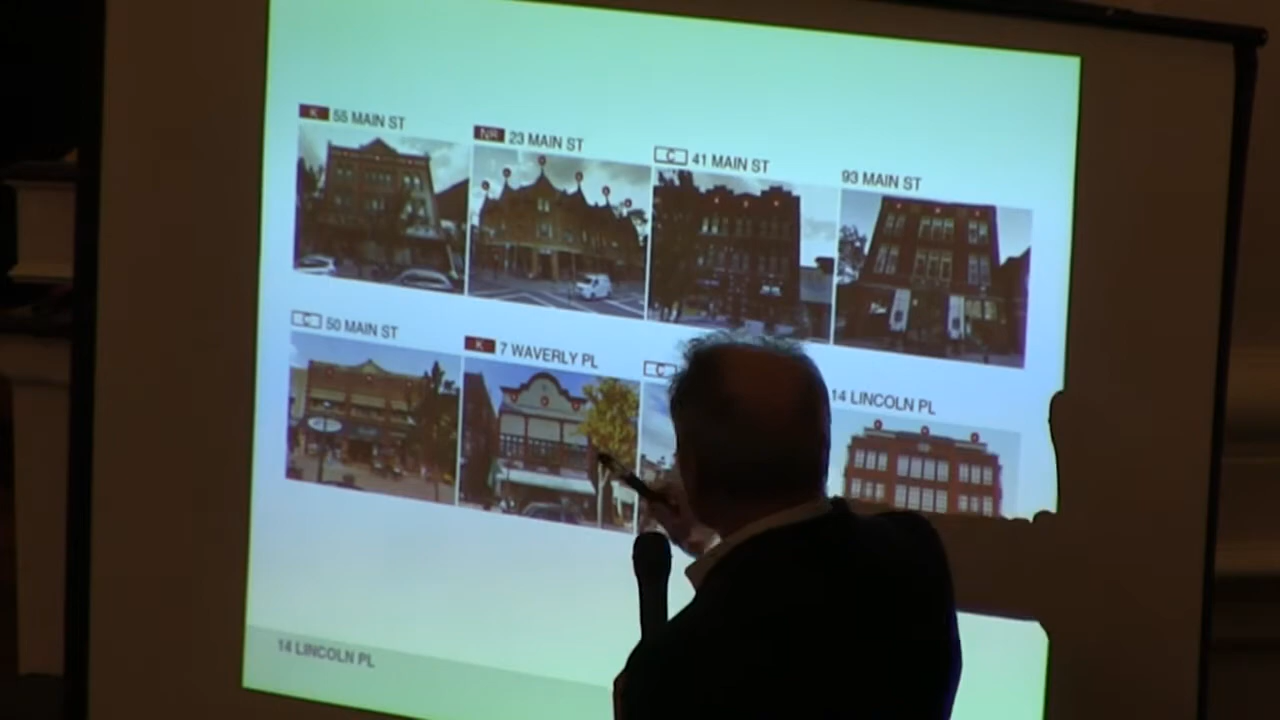 K 55 MAIN ST
NR 23 MAIN ST
C 41 MAIN ST
93 MAIN ST
C 50 MAIN ST
K 7 WAVERLY PL
C
14 LINCOLN PL
14 LINCOLN PL